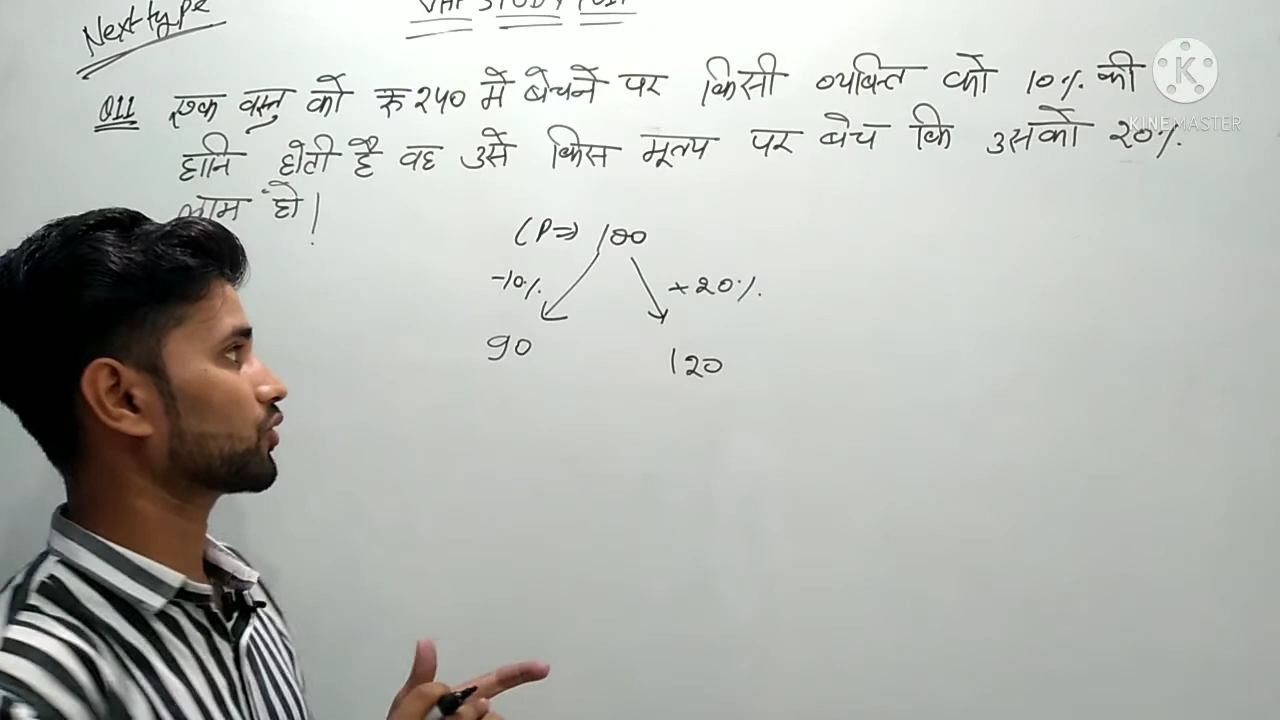 Next type
STUDY
Q11 एक वस्तु को रु 240 में बेचने पर किसी व्यक्ति को 10% की
हानि होती है वह उसे किस मूल्य पर बेच कि उसको 20%
लाभ हो।
CP ⇒ 100
-10% +20%
90 120
KINEMASTER